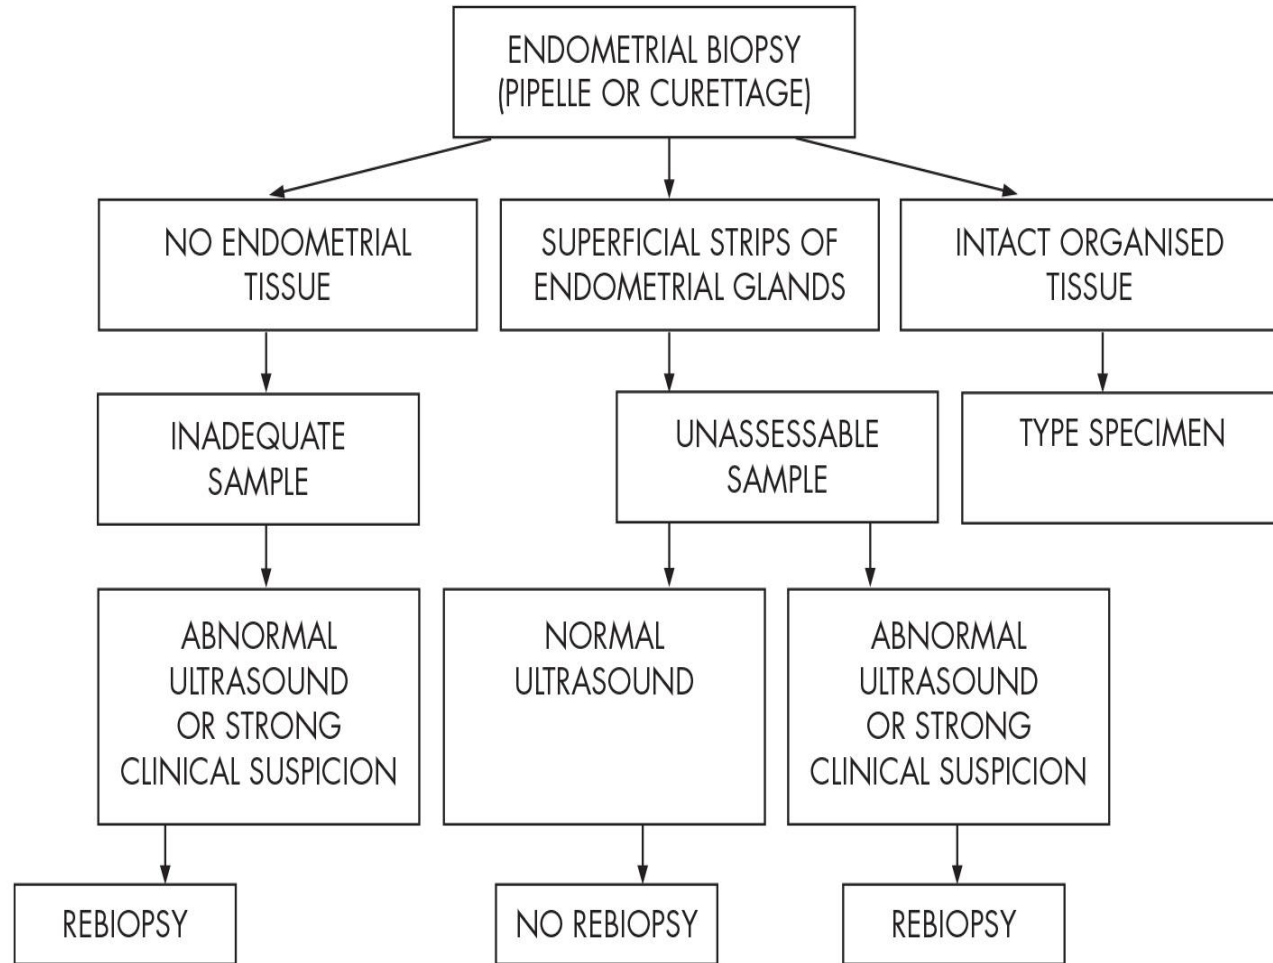 ENDOMETRIAL BIOPSY
(PIPELLE OR CURETTAGE)
NO ENDOMETRIAL
TISSUE
SUPERFICIAL STRIPS OF
ENDOMETRIAL GLANDS
INTACT ORGANISED
TISSUE
INADEQUATE
SAMPLE
UNASSESSABLE
SAMPLE
TYPE SPECIMEN
ABNORMAL
ULTRASOUND
OR STRONG
CLINICAL SUSPICION
NORMAL
ULTRASOUND
ABNORMAL
ULTRASOUND
OR STRONG
CLINICAL SUSPICION
REBIOPSY
NO REBIOPSY
REBIOPSY